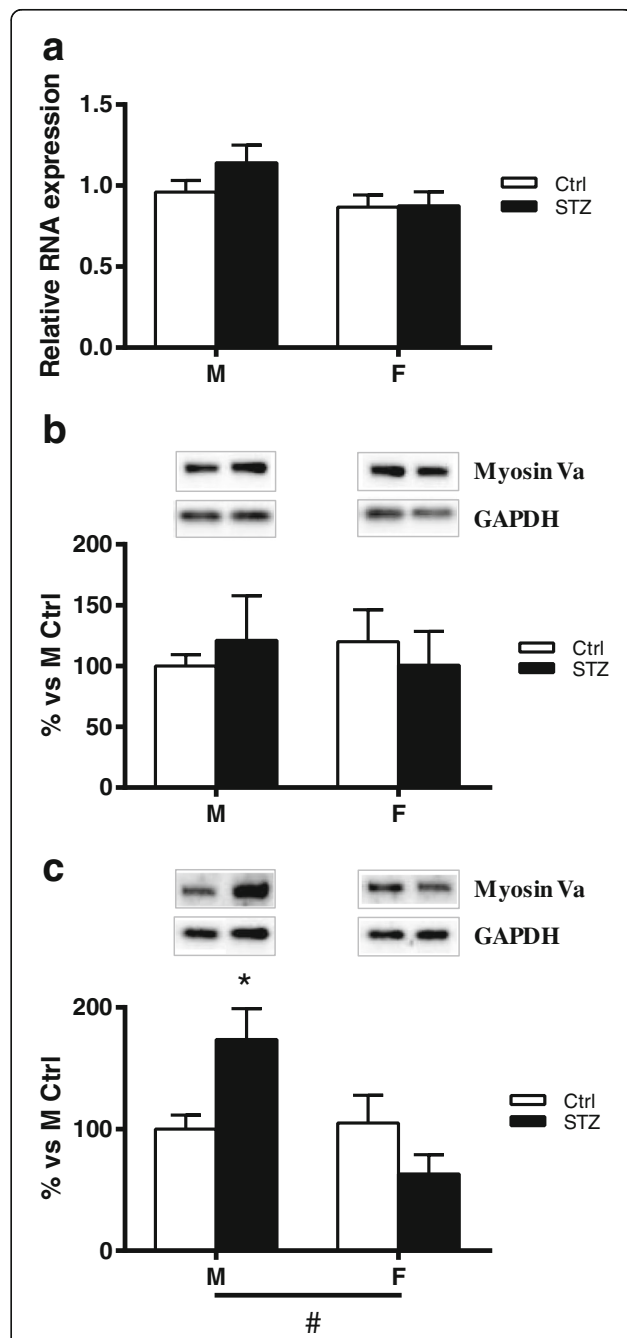 a
Relative RNA expression
1.5
1.0
0.5
0.0
M F
Ctrl
STZ
b
Myosin Va
GAPDH
% vs M Ctrl
200
150
100
50
0
M F
Ctrl
STZ
c
Myosin Va
GAPDH
*
% vs M Ctrl
200
100
0
M F
Ctrl
STZ
#